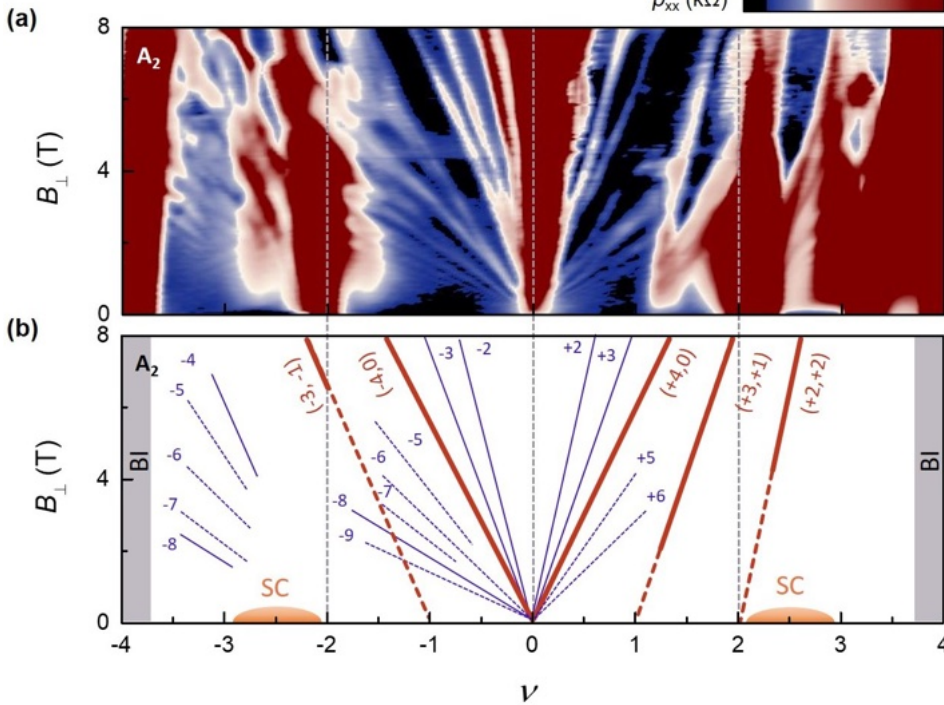 ρxx (kΩ)
(a)
8
A₂
4
0
B⊥ (T)
(b)
8
A₂
-4
-5
-6
-7
-8
(-3, -1)
(-4,0)
-3
-2
+2
+3
(+4,0)
(+3,+1)
(+2,+2)
-5
-6
-7
-8
-9
+5
+6
BI
BI
SC
SC
4
0
B⊥ (T)
-4 -3 -2 -1 0 1 2 3 4
ν